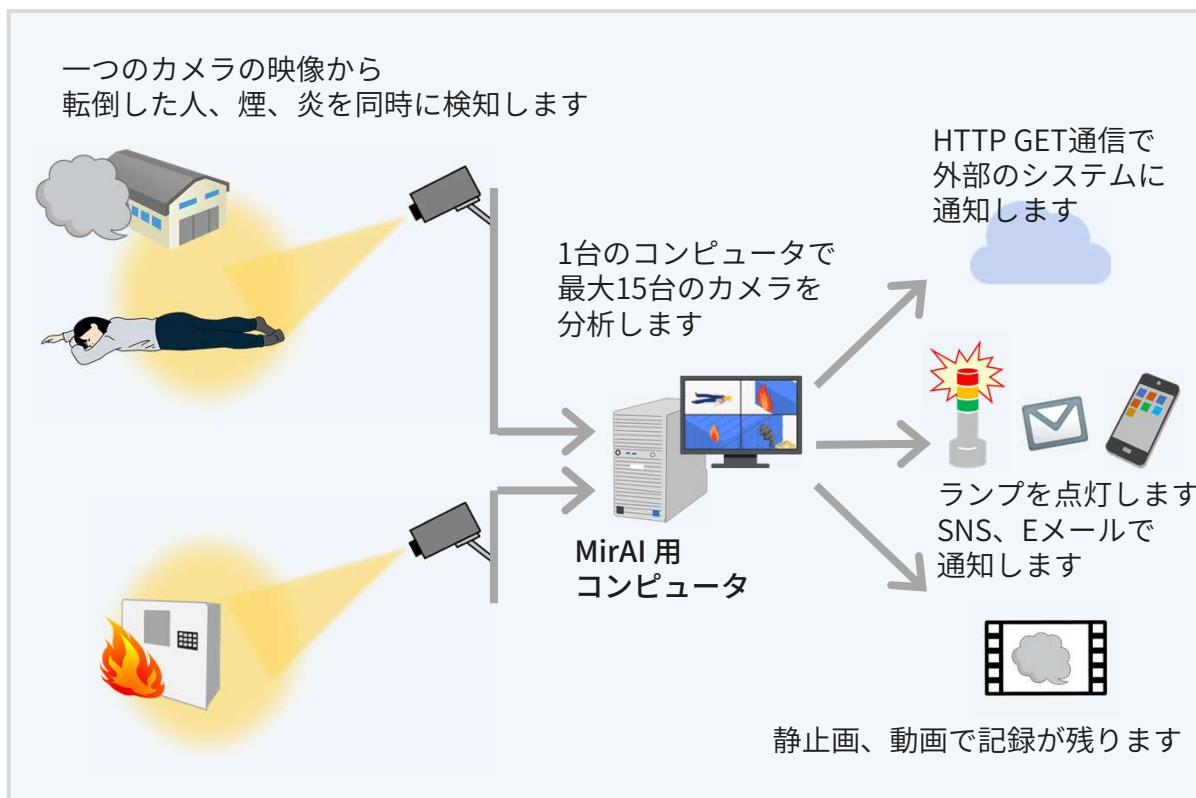 一つのカメラの映像から
転倒した人、煙、炎を同時に検知します
HTTP GET通信で
外部のシステムに
通知します
1台のコンピュータで
最大15台のカメラを
分析します
MirAI 用
コンピュータ
ランプを点灯します
SNS、Eメールで
通知します
静止画、動画で記録が残ります